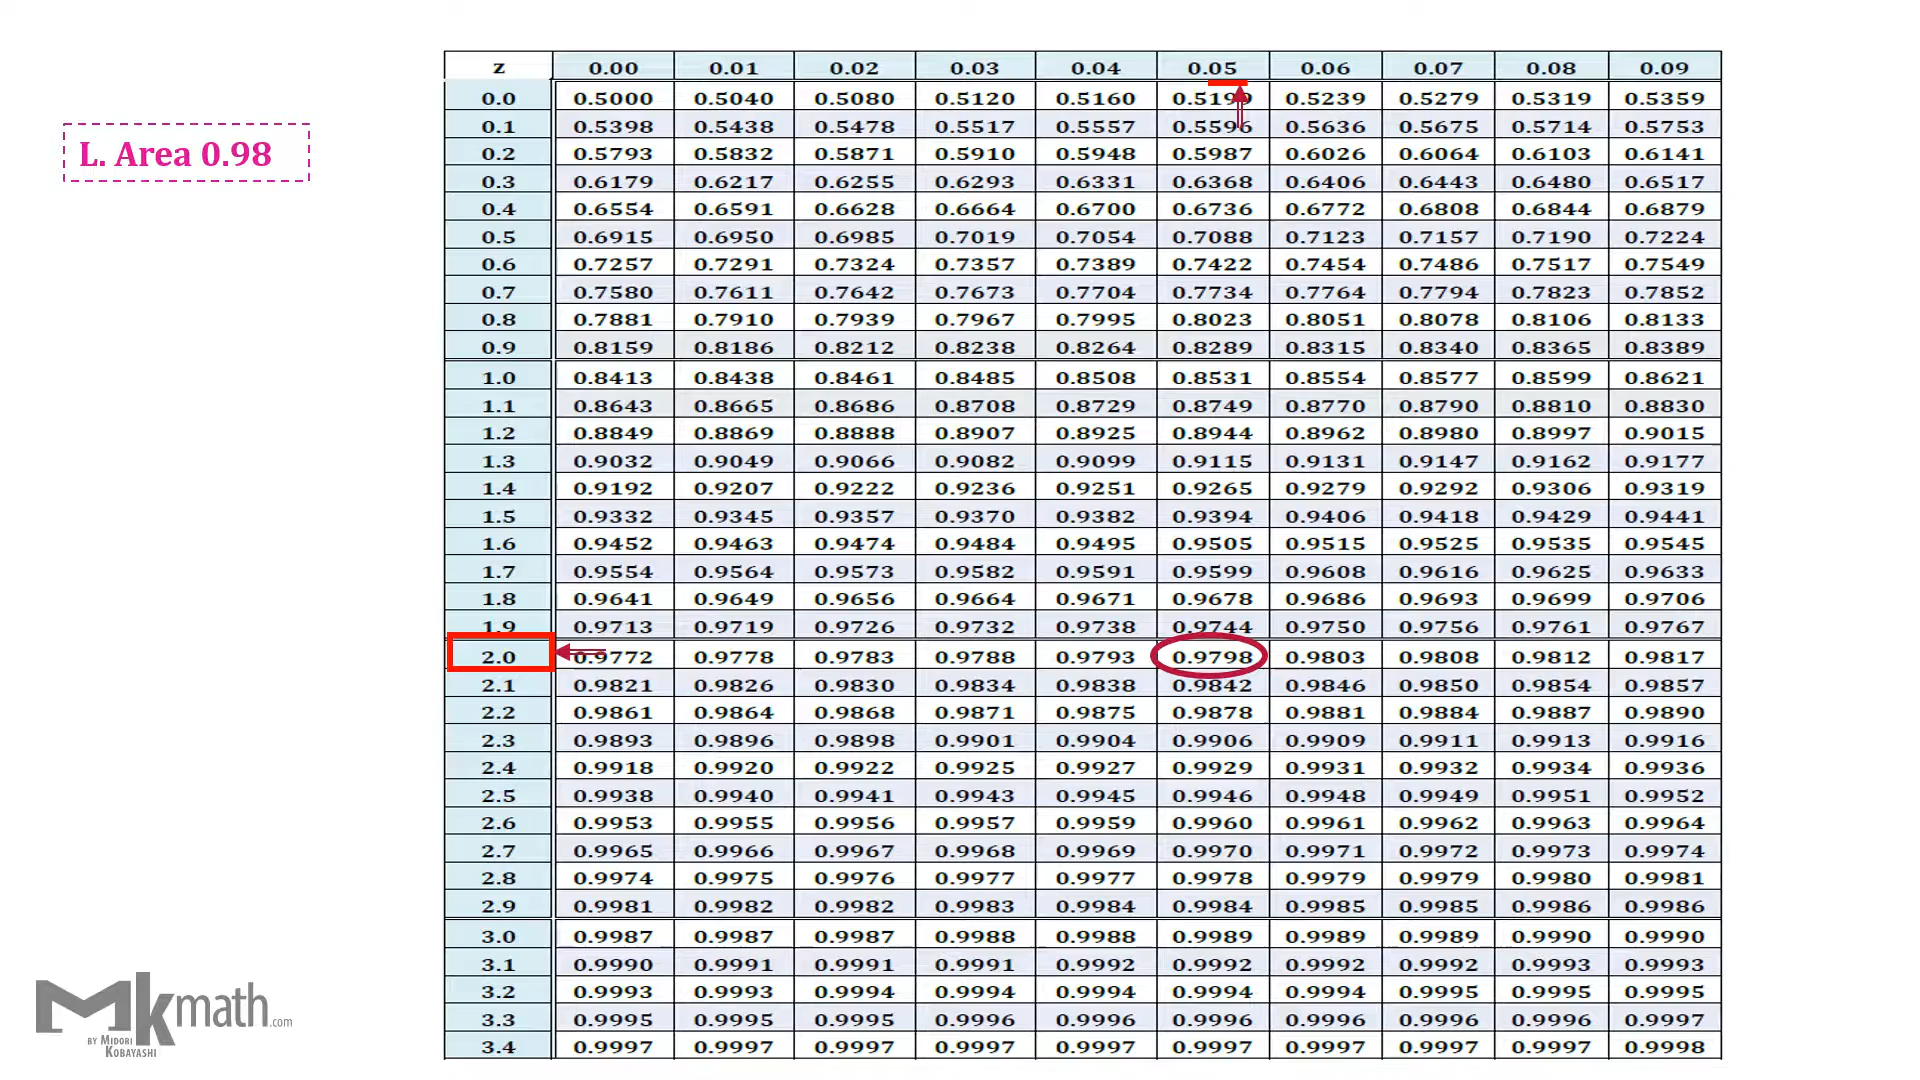 L. Area 0.98
z 0.00 0.01 0.02 0.03 0.04 0.05 0.06 0.07 0.08 0.09
0.0 0.5000 0.5040 0.5080 0.5120 0.5160 0.5199 0.5239 0.5279 0.5319 0.5359
0.1 0.5398 0.5438 0.5478 0.5517 0.5557 0.5596 0.5636 0.5675 0.5714 0.5753
0.2 0.5793 0.5832 0.5871 0.5910 0.5948 0.5987 0.6026 0.6064 0.6103 0.6141
0.3 0.6179 0.6217 0.6255 0.6293 0.6331 0.6368 0.6406 0.6443 0.6480 0.6517
0.4 0.6554 0.6591 0.6628 0.6664 0.6700 0.6736 0.6772 0.6808 0.6844 0.6879
0.5 0.6915 0.6950 0.6985 0.7019 0.7054 0.7088 0.7123 0.7157 0.7190 0.7224
0.6 0.7257 0.7291 0.7324 0.7357 0.7389 0.7422 0.7454 0.7486 0.7517 0.7549
0.7 0.7580 0.7611 0.7642 0.7673 0.7704 0.7734 0.7764 0.7794 0.7823 0.7852
0.8 0.7881 0.7910 0.7939 0.7967 0.7995 0.8023 0.8051 0.8078 0.8106 0.8133
0.9 0.8159 0.8186 0.8212 0.8238 0.8264 0.8289 0.8315 0.8340 0.8365 0.8389
1.0 0.8413 0.8438 0.8461 0.8485 0.8508 0.8531 0.8554 0.8577 0.8599 0.8621
1.1 0.8643 0.8665 0.8686 0.8708 0.8729 0.8749 0.8770 0.8790 0.8810 0.8830
1.2 0.8849 0.8869 0.8888 0.8907 0.8925 0.8944 0.8962 0.8980 0.8997 0.9015
1.3 0.9032 0.9049 0.9066 0.9082 0.9099 0.9115 0.9131 0.9147 0.9162 0.9177
1.4 0.9192 0.9207 0.9222 0.9236 0.9251 0.9265 0.9279 0.9292 0.9306 0.9319
1.5 0.9332 0.9345 0.9357 0.9370 0.9382 0.9394 0.9406 0.9418 0.9429 0.9441
1.6 0.9452 0.9463 0.9474 0.9484 0.9495 0.9505 0.9515 0.9525 0.9535 0.9545
1.7 0.9554 0.9564 0.9573 0.9582 0.9591 0.9599 0.9608 0.9616 0.9625 0.9633
1.8 0.9641 0.9649 0.9656 0.9664 0.9671 0.9678 0.9686 0.9693 0.9699 0.9706
1.9 0.9713 0.9719 0.9726 0.9732 0.9738 0.9744 0.9750 0.9756 0.9761 0.9767
2.0 0.9772 0.9778 0.9783 0.9788 0.9793 0.9798 0.9803 0.9808 0.9812 0.9817
2.1 0.9821 0.9826 0.9830 0.9834 0.9838 0.9842 0.9846 0.9850 0.9854 0.9857
2.2 0.9861 0.9864 0.9868 0.9871 0.9875 0.9878 0.9881 0.9884 0.9887 0.9890
2.3 0.9893 0.9896 0.9898 0.9901 0.9904 0.9906 0.9909 0.9911 0.9913 0.9916
2.4 0.9918 0.9920 0.9922 0.9925 0.9927 0.9929 0.9931 0.9932 0.9934 0.9936
2.5 0.9938 0.9940 0.9941 0.9943 0.9945 0.9946 0.9948 0.9949 0.9951 0.9952
2.6 0.9953 0.9955 0.9956 0.9957 0.9959 0.9960 0.9961 0.9962 0.9963 0.9964
2.7 0.9965 0.9966 0.9967 0.9968 0.9969 0.9970 0.9971 0.9972 0.9973 0.9974
2.8 0.9974 0.9975 0.9976 0.9977 0.9977 0.9978 0.9979 0.9979 0.9980 0.9981
2.9 0.9981 0.9982 0.9982 0.9983 0.9984 0.9984 0.9985 0.9985 0.9986 0.9986
3.0 0.9987 0.9987 0.9987 0.9988 0.9988 0.9989 0.9989 0.9989 0.9990 0.9990
3.1 0.9990 0.9991 0.9991 0.9991 0.9992 0.9992 0.9992 0.9992 0.9993 0.9993
3.2 0.9993 0.9993 0.9994 0.9994 0.9994 0.9994 0.9994 0.9995 0.9995 0.9995
3.3 0.9995 0.9995 0.9995 0.9996 0.9996 0.9996 0.9996 0.9996 0.9996 0.9997
3.4 0.9997 0.9997 0.9997 0.9997 0.9997 0.9997 0.9997 0.9997 0.9997 0.9998
Mkmath.com
BY MIDORI
KOBAYASHI